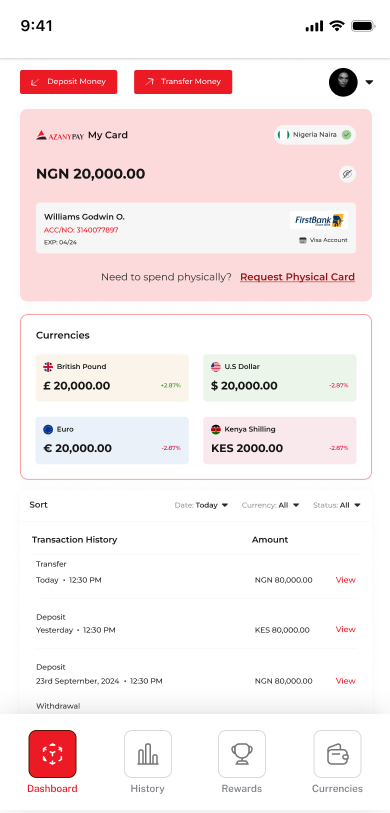 9:41
Deposit Money
Transfer Money
AZANYPAY My Card
Nigeria Naira
NGN 20,000.00
Williams Godwin O.
FirstBank
ACC/NO: 3140077897
EXP: 04/24
Visa Account
Need to spend physically? Request Physical Card
Currencies
British Pound
£ 20,000.00 +2.87%
U.S Dollar
$ 20,000.00 -2.87%
Euro
€ 20,000.00 -2.87%
Kenya Shilling
KES 2000.00 -2.87%
Sort Date: Today Currency: All Status: All
Transaction History Amount
Transfer
Today • 12:30 PM NGN 80,000.00 View
Deposit
Yesterday • 12:30 PM KES 80,000.00 View
Deposit
23rd September, 2024 • 12:30 PM NGN 80,000.00 View
Withdrawal
Dashboard History Rewards Currencies